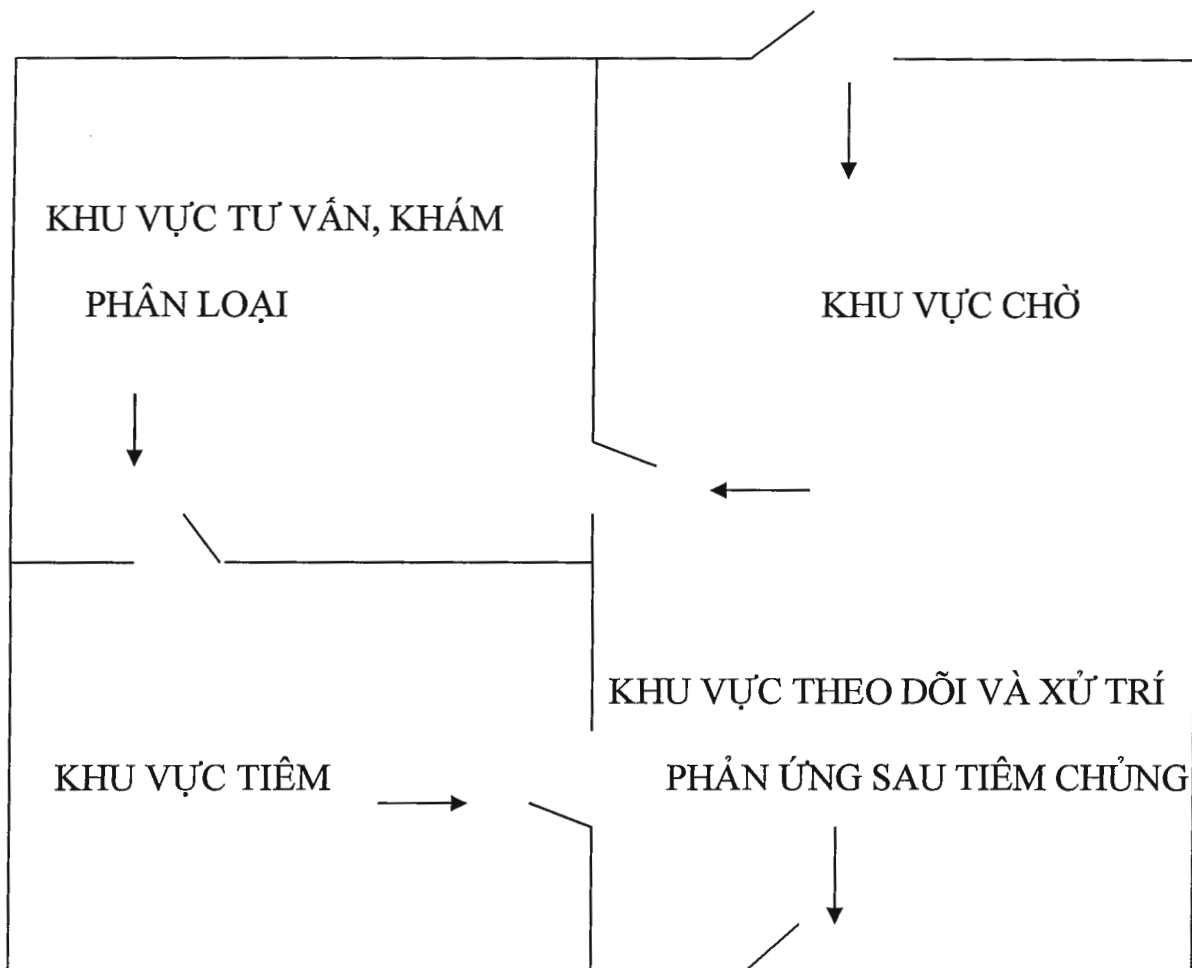 KHU VỰC TƯ VẤN, KHÁM
PHÂN LOẠI
KHU VỰC CHỜ
KHU VỰC TIÊM
KHU VỰC THEO DÕI VÀ XỬ TRÍ
PHẢN ỨNG SAU TIÊM CHỦNG